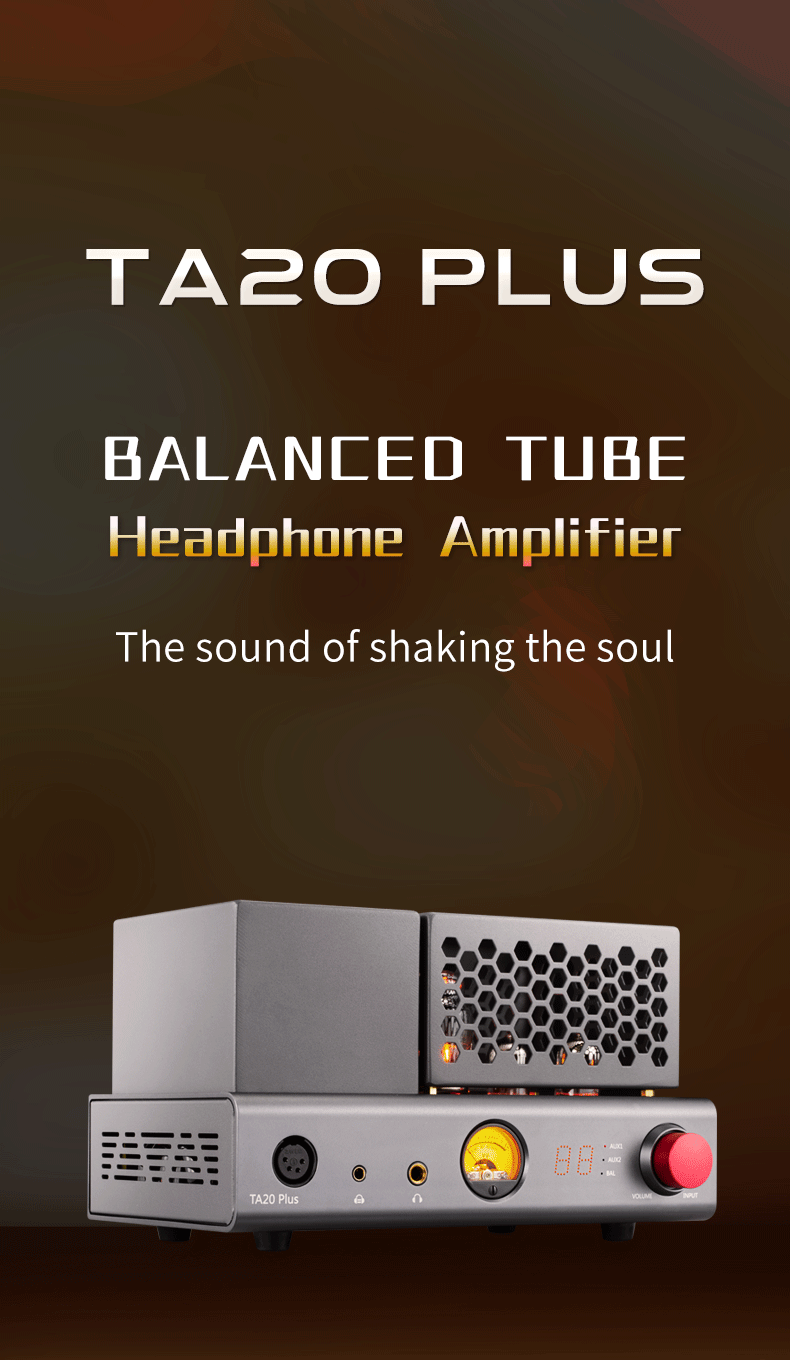 TA20 PLUS
BALANCED TUBE
Headphone Amplifier
The sound of shaking the soul
TA20 Plus
88
AUX1
AUX2
BAL
VOLUME
INPUT